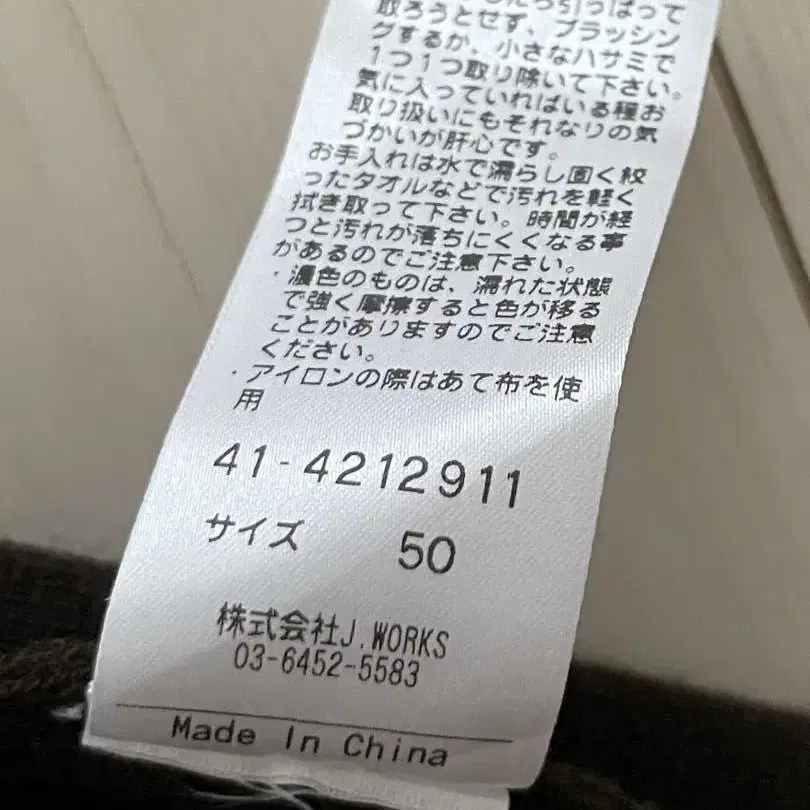 引っぱって
取ろうとせず、ブラッシン
グするか、小さなハサミで
1つ1つ取り除いて下さい。
気に入っていればいる程お
取り扱いにもそれなりの気
づかいが肝心です。
お手入れは水で濡らし固く絞
ったタオルなどで汚れを軽く
拭き取って下さい。時間が経
つと汚れが落ちにくくなる事
があるのでご注意下さい。
・濃色のものは、濡れた状態
で強く摩擦すると色が移る
ことがありますのでご注意
ください。
・アイロンの際はあて布を使
用
41-4212911
サイズ 50
株式会社J.WORKS
03-6452-5583
Made In China